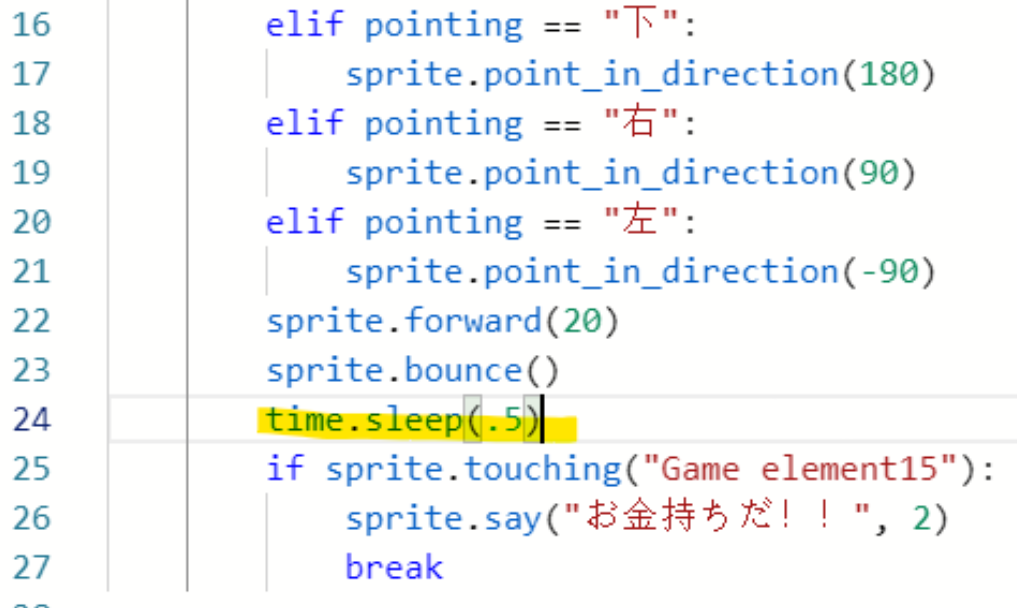 16 elif pointing == "下":
17 sprite.point_in_direction(180)
18 elif pointing == "右":
19 sprite.point_in_direction(90)
20 elif pointing == "左":
21 sprite.point_in_direction(-90)
22 sprite.forward(20)
23 sprite.bounce()
24 time.sleep(.5)
25 if sprite.touching("Game element15"):
26 sprite.say("お金持ちだ！！", 2)
27 break